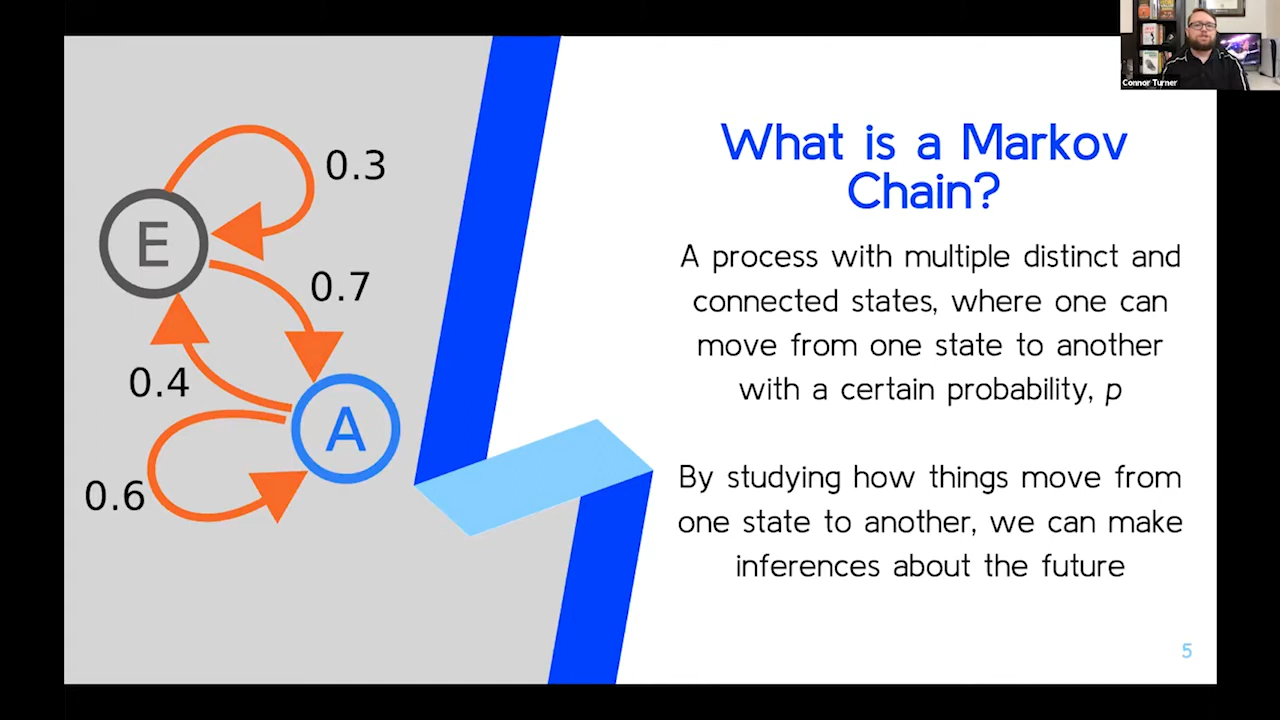 Connor Turner
What is a Markov
Chain?
A process with multiple distinct and
connected states, where one can
move from one state to another
with a certain probability, p
By studying how things move from
one state to another, we can make
inferences about the future
0.3
E
0.7
0.4
A
0.6
5